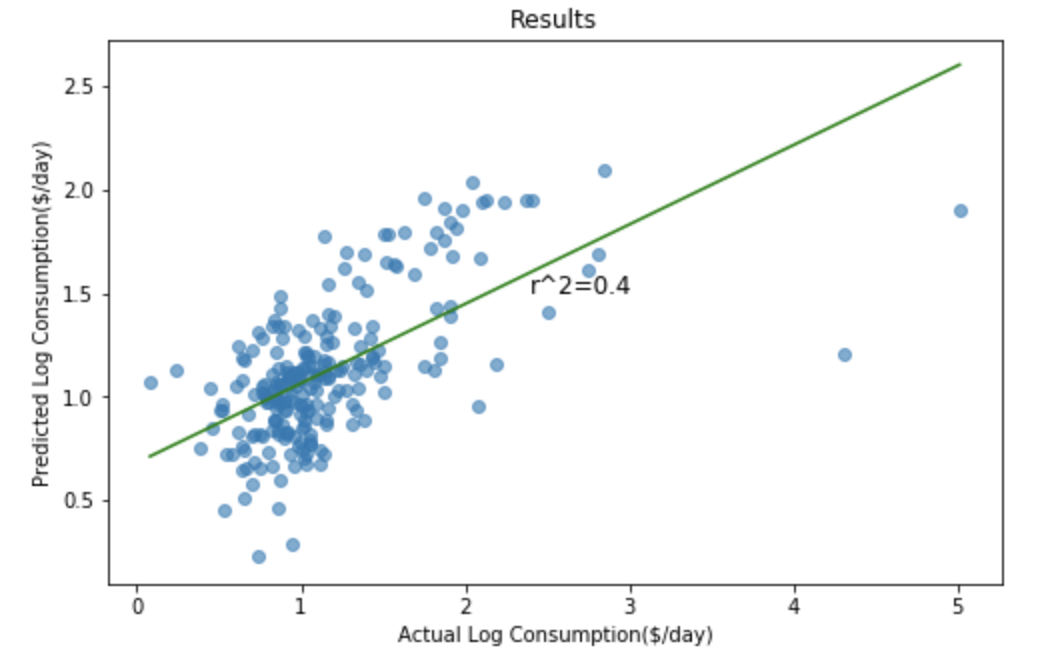 Results
Predicted Log Consumption($/day)
2.5
2.0
1.5
1.0
0.5
r^2=0.4
0 1 2 3 4 5
Actual Log Consumption($/day)